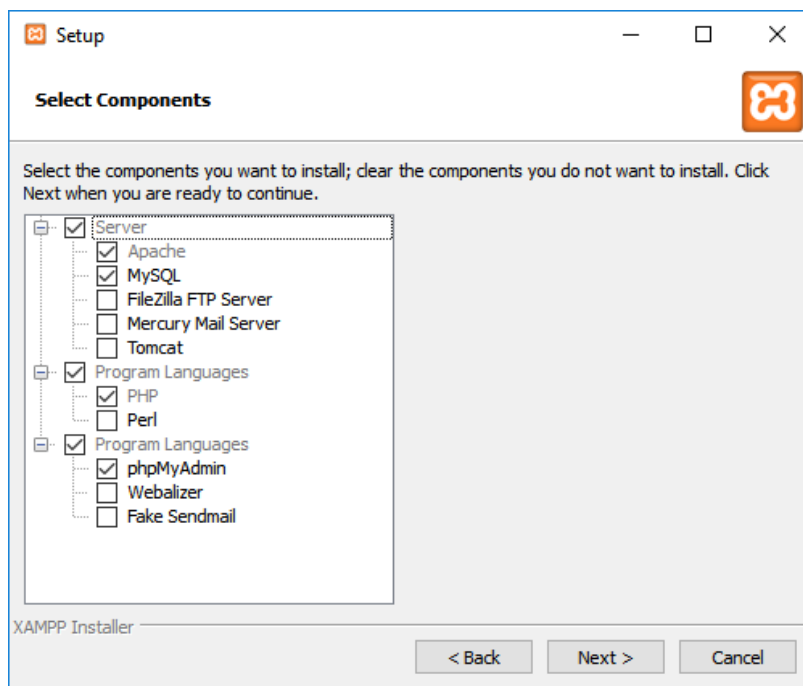 Setup
Select Components
Select the components you want to install; clear the components you do not want to install. Click
Next when you are ready to continue.
Server
Apache
MySQL
FileZilla FTP Server
Mercury Mail Server
Tomcat
Program Languages
PHP
Perl
Program Languages
phpMyAdmin
Webalizer
Fake Sendmail
XAMPP Installer
< Back Next > Cancel